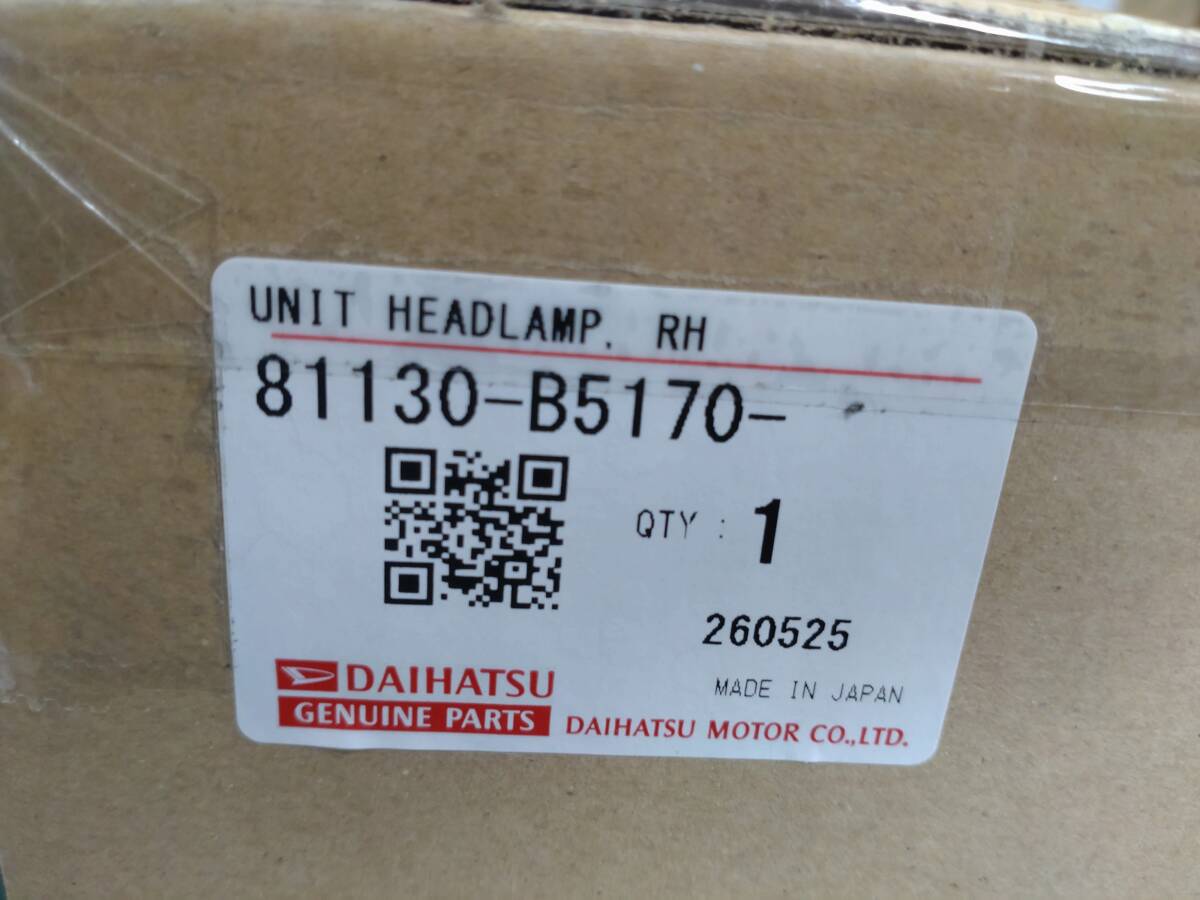 UNIT HEADLAMP, RH
81130-B5170-
QTY : 1
260525
MADE IN JAPAN
DAIHATSU
GENUINE PARTS
DAIHATSU MOTOR CO.,LTD.